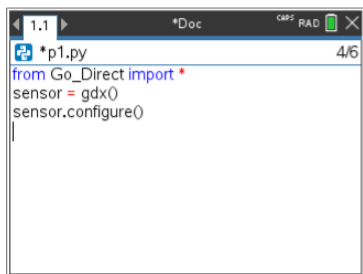 1.1 *Doc CAPS RAD
*p1.py 4/6
from Go_Direct import *
sensor = gdx()
sensor.configure()